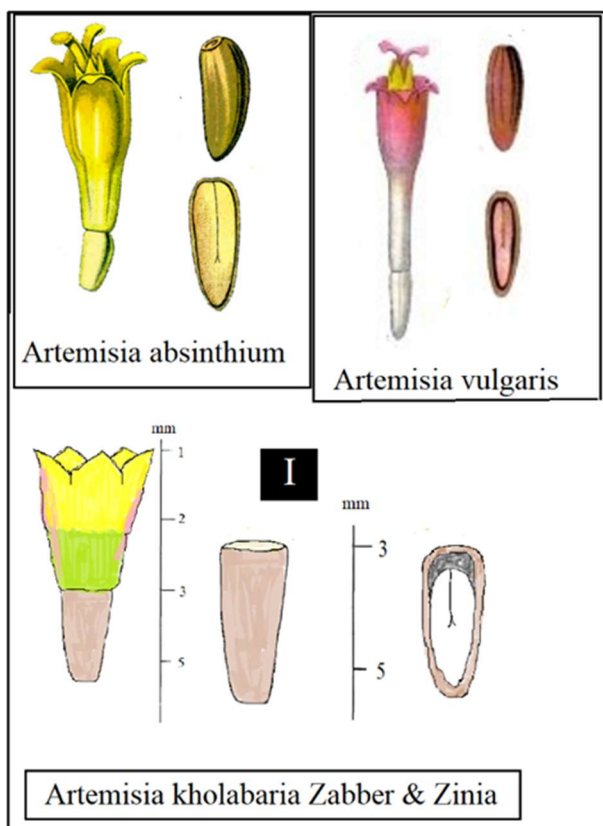 Artemisia absinthium
Artemisia vulgaris
mm
1
2
3
5
I
mm
3
5
Artemisia kholabaria Zabber & Zinia